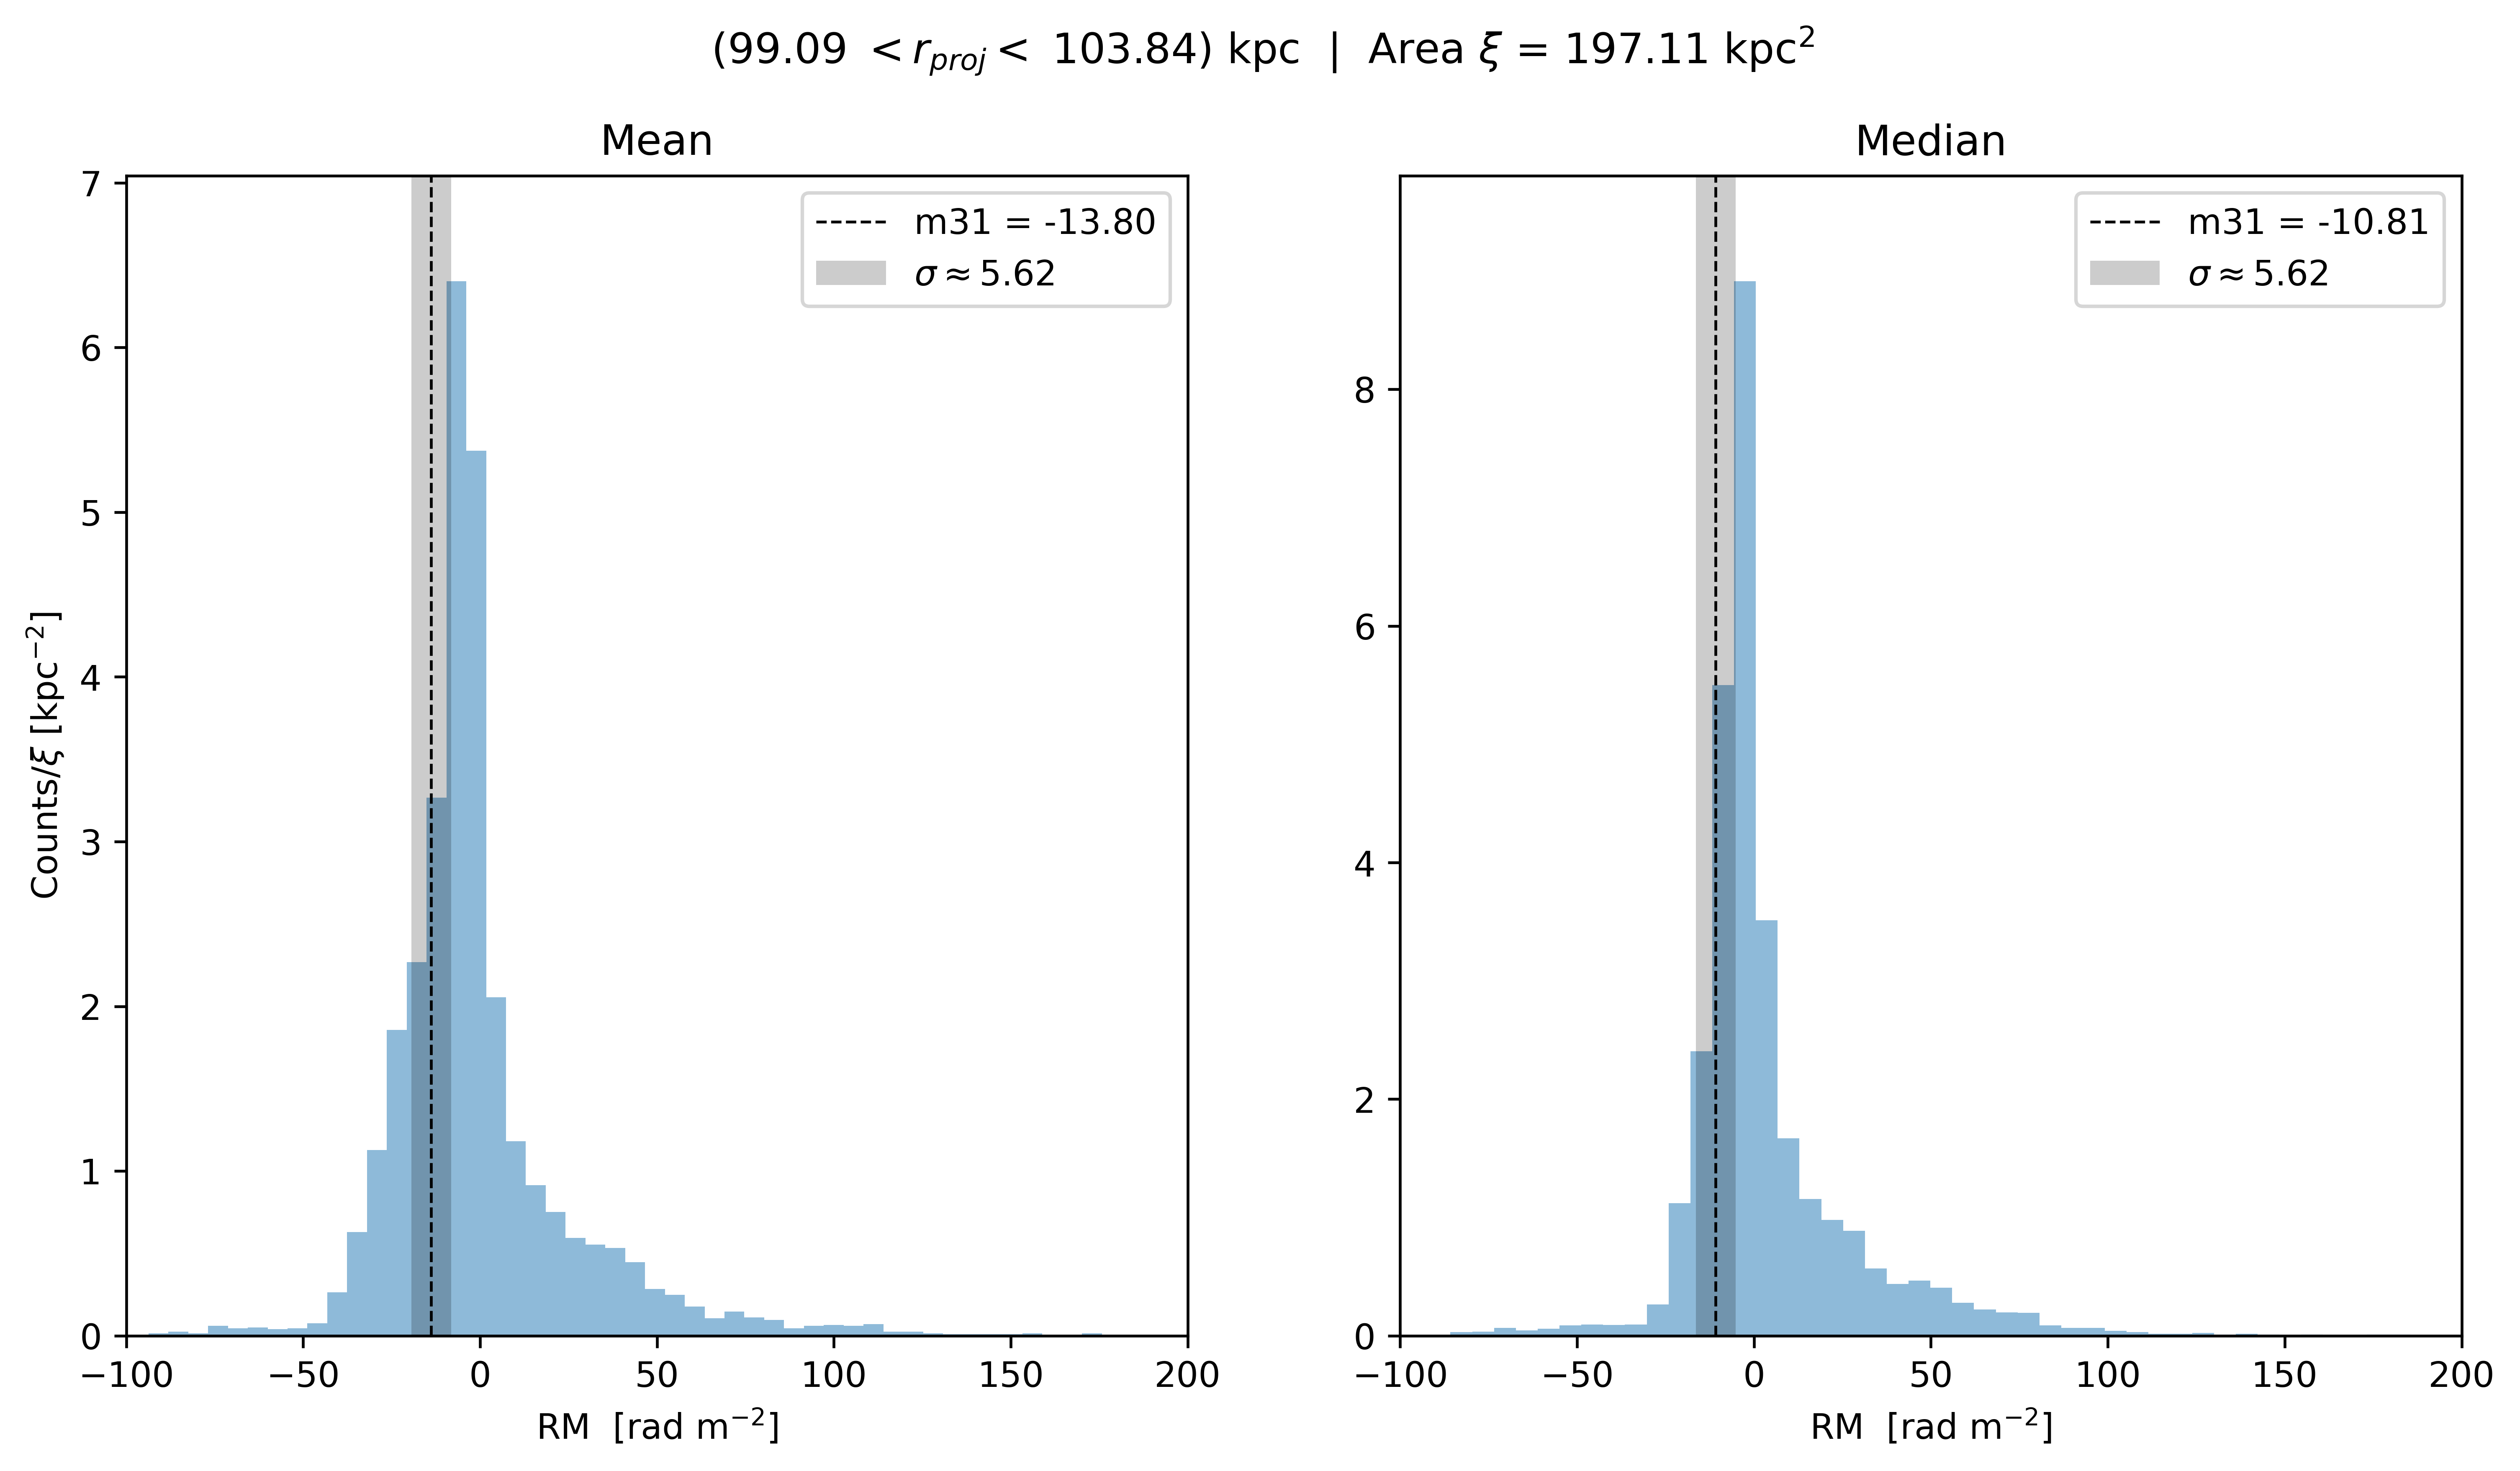 (99.09 < r_proj < 103.84) kpc | Area ξ = 197.11 kpc²
Mean
Median
m31 = -13.80
σ ≈ 5.62
m31 = -10.81
σ ≈ 5.62
Counts/ξ [kpc⁻²]
7
6
5
4
3
2
1
0
8
6
4
2
0
−100 −50 0 50 100 150 200
−100 −50 0 50 100 150 200
RM [rad m⁻²]
RM [rad m⁻²]